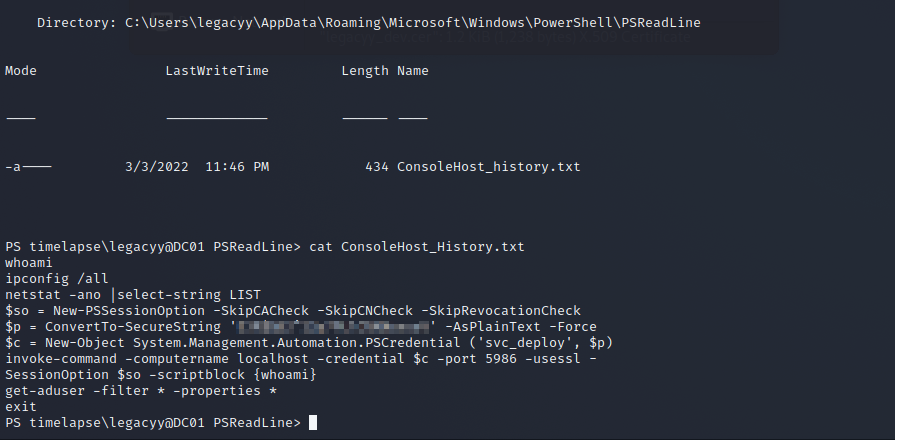 Directory: C:\Users\legacyy\AppData\Roaming\Microsoft\Windows\PowerShell\PSReadLine
Mode LastWriteTime Length Name
---- ------------- ------ ----
-a---- 3/3/2022 11:46 PM 434 ConsoleHost_history.txt
PS timelapse\legacyy@DC01 PSReadLine> cat ConsoleHost_History.txt
whoami
ipconfig /all
netstat -ano |select-string LIST
$so = New-PSSessionOption -SkipCACheck -SkipCNCheck -SkipRevocationCheck
$p = ConvertTo-SecureString '' -AsPlainText -Force
$c = New-Object System.Management.Automation.PSCredential ('svc_deploy', $p)
invoke-command -computername localhost -credential $c -port 5986 -usessl -
SessionOption $so -scriptblock {whoami}
get-aduser -filter * -properties *
exit
PS timelapse\legacyy@DC01 PSReadLine>